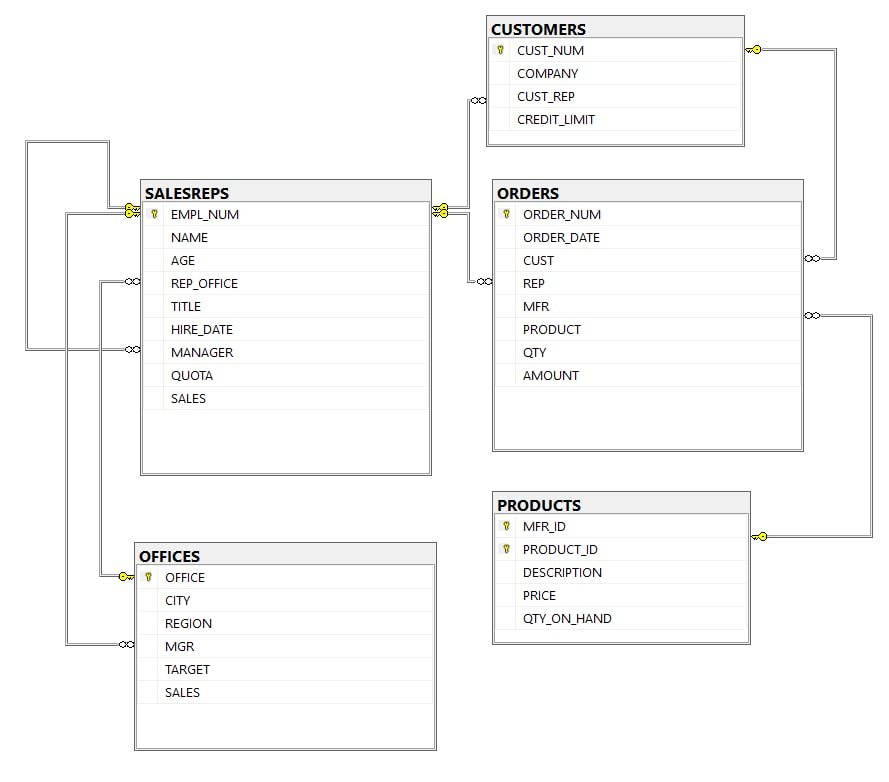 CUSTOMERS
CUST_NUM
COMPANY
CUST_REP
CREDIT_LIMIT
SALESREPS
EMPL_NUM
NAME
AGE
REP_OFFICE
TITLE
HIRE_DATE
MANAGER
QUOTA
SALES
ORDERS
ORDER_NUM
ORDER_DATE
CUST
REP
MFR
PRODUCT
QTY
AMOUNT
OFFICES
OFFICE
CITY
REGION
MGR
TARGET
SALES
PRODUCTS
MFR_ID
PRODUCT_ID
DESCRIPTION
PRICE
QTY_ON_HAND